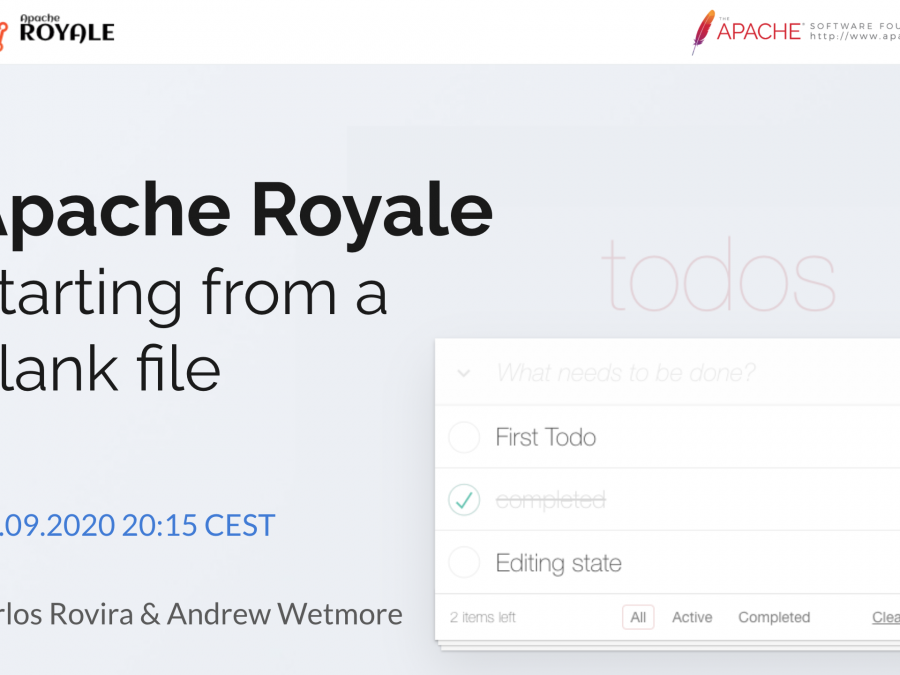 Apache
ROYALE
THE
APACHE® SOFTWARE FOU
http://www.apa
Apache Royale
tarting from a
lank file
.09.2020 20:15 CEST
rlos Rovira & Andrew Wetmore
todos
What needs to be done?
First Todo
completed
Editing state
2 items left
All
Active
Completed
Clea